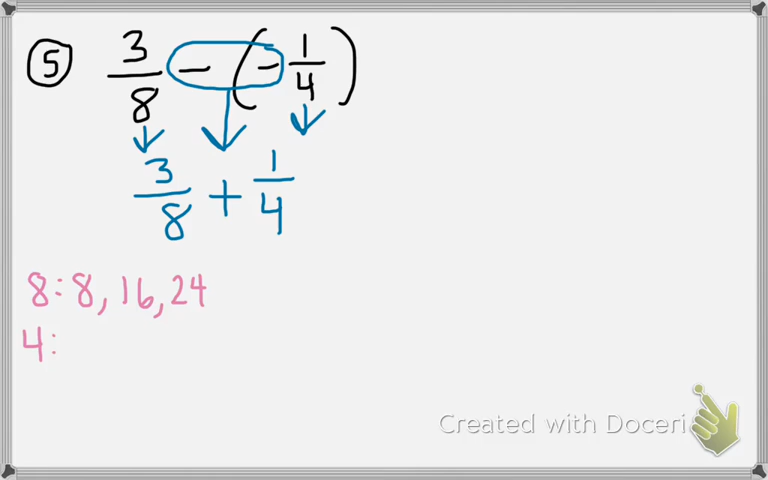 ⑤ 3/8 - (-1/4)
3/8 + 1/4
8: 8, 16, 24
4:
Created with Doceri